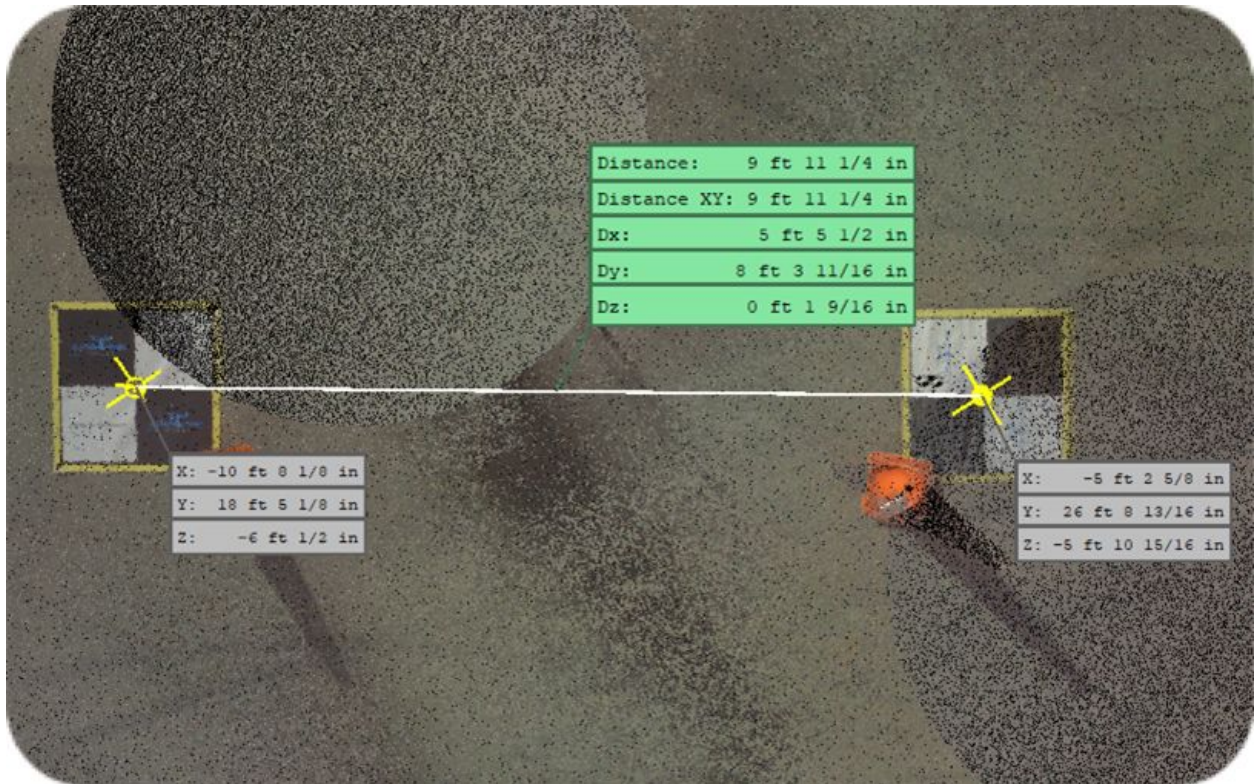 Distance: 9 ft 11 1/4 in
Distance XY: 9 ft 11 1/4 in
Dx: 5 ft 5 1/2 in
Dy: 8 ft 3 11/16 in
Dz: 0 ft 1 9/16 in
X: -10 ft 8 1/8 in
Y: 18 ft 5 1/8 in
Z: -6 ft 1/2 in
X: -5 ft 2 5/8 in
Y: 26 ft 8 13/16 in
Z: -5 ft 10 15/16 in